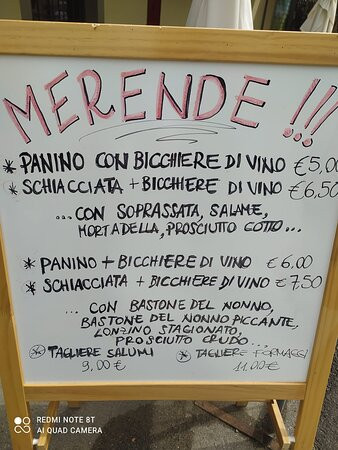 MERENDE!!!
* PANINO CON BICCHIERE DI VINO €5,00
* SCHIACCIATA + BICCHIERE DI VINO €6,50
...CON SOPRASSATA, SALAME,
MORTADELLA, PROSCIUTTO COTTO...
* PANINO + BICCHIERE DI VINO €6,00
* SCHIACCIATA + BICCHIERE DI VINO €7,50
...CON BASTONE DEL NONNO,
BASTONE DEL NONNO PICCANTE,
LONZINO STAGIONATO,
PROSCIUTTO CRUDO...
* TAGLIERE SALUMI * TAGLIERE FORMAGGI
9,00 € 11,00 €
REDMI NOTE 8T
AI QUAD CAMERA